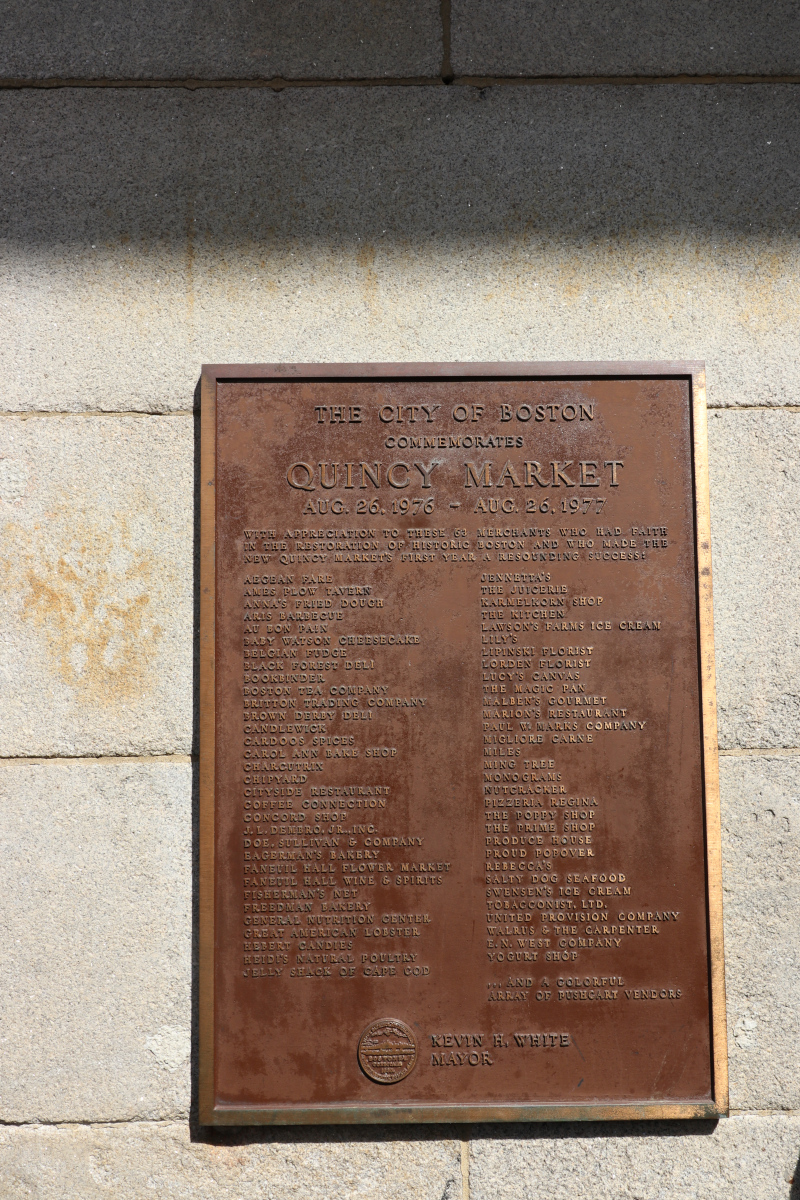 THE CITY OF BOSTON
COMMEMORATES
QUINCY MARKET
AUG. 26, 1976 - AUG. 26, 1977
WITH APPRECIATION TO THESE 63 MERCHANTS WHO HAD FAITH
IN THE RESTORATION OF HISTORIC BOSTON AND WHO MADE THE
NEW QUINCY MARKET'S FIRST YEAR A RESOUNDING SUCCESS:
AEGEAN FARE
AMES PLOW TAVERN
ANNA'S FRIED DOUGH
ARIS BARBECUE
AU BON PAIN
BABY WATSON CHEESECAKE
BELGIAN FUDGE
BLACK FOREST DELI
BOOKBINDER
BOSTON TEA COMPANY
BRITTON TRADING COMPANY
BROWN DERBY DELI
CANDLEWICK
CARDOOS SPICES
CAROL ANN BAKE SHOP
CHARCUTRIX
CHIPYARD
CITYSIDE RESTAURANT
COFFEE CONNECTION
CONCORD SHOP
J. L. DEMBRO, JR., INC.
DOE, SULLIVAN & COMPANY
EAGERMAN'S BAKERY
FANEUIL HALL FLOWER MARKET
FANEUIL HALL WINE & SPIRITS
FISHERMAN'S NET
FREEDMAN BAKERY
GENERAL NUTRITION CENTER
GREAT AMERICAN LOBSTER
HEBERT CANDIES
HEIDI'S NATURAL POULTRY
JELLY SHACK OF CAPE COD
JENNETTA'S
THE JUICERIE
KARMELKORN SHOP
THE KITCHEN
LAWSON'S FARMS ICE CREAM
LILY'S
LIPINSKI FLORIST
LORDEN FLORIST
LUCY'S CANVAS
THE MAGIC PAN
MALBEN'S GOURMET
MARION'S RESTAURANT
PAUL W. MARKS COMPANY
MIGLIORE CARNE
MILES
MING TREE
MONOGRAMS
NUTCRACKER
PIZZERIA REGINA
THE POPPY SHOP
THE PRIME SHOP
PRODUCE HOUSE
PROUD POPOVER
REBECCA'S
SALTY DOG SEAFOOD
SWENSEN'S ICE CREAM
TOBACCONIST, LTD.
UNITED PROVISION COMPANY
WALRUS & THE CARPENTER
E. N. WEST COMPANY
YOGURT SHOP
...AND A COLORFUL
ARRAY OF PUSHCART VENDORS
KEVIN H. WHITE
MAYOR